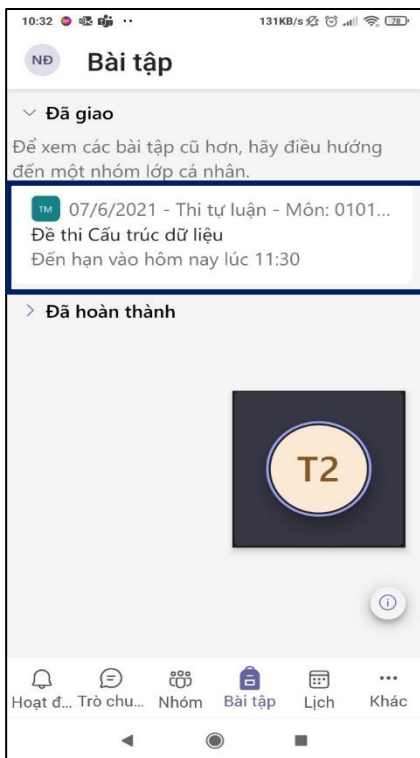 10:32
131KB/s
78
NĐ
Bài tập
Đã giao
Để xem các bài tập cũ hơn, hãy điều hướng
đến một nhóm lớp cá nhân.
TM 07/6/2021 - Thi tự luận - Môn: 0101...
Đề thi Cấu trúc dữ liệu
Đến hạn vào hôm nay lúc 11:30
Đã hoàn thành
T2
Hoạt đ... Trò chu... Nhóm Bài tập Lịch Khác